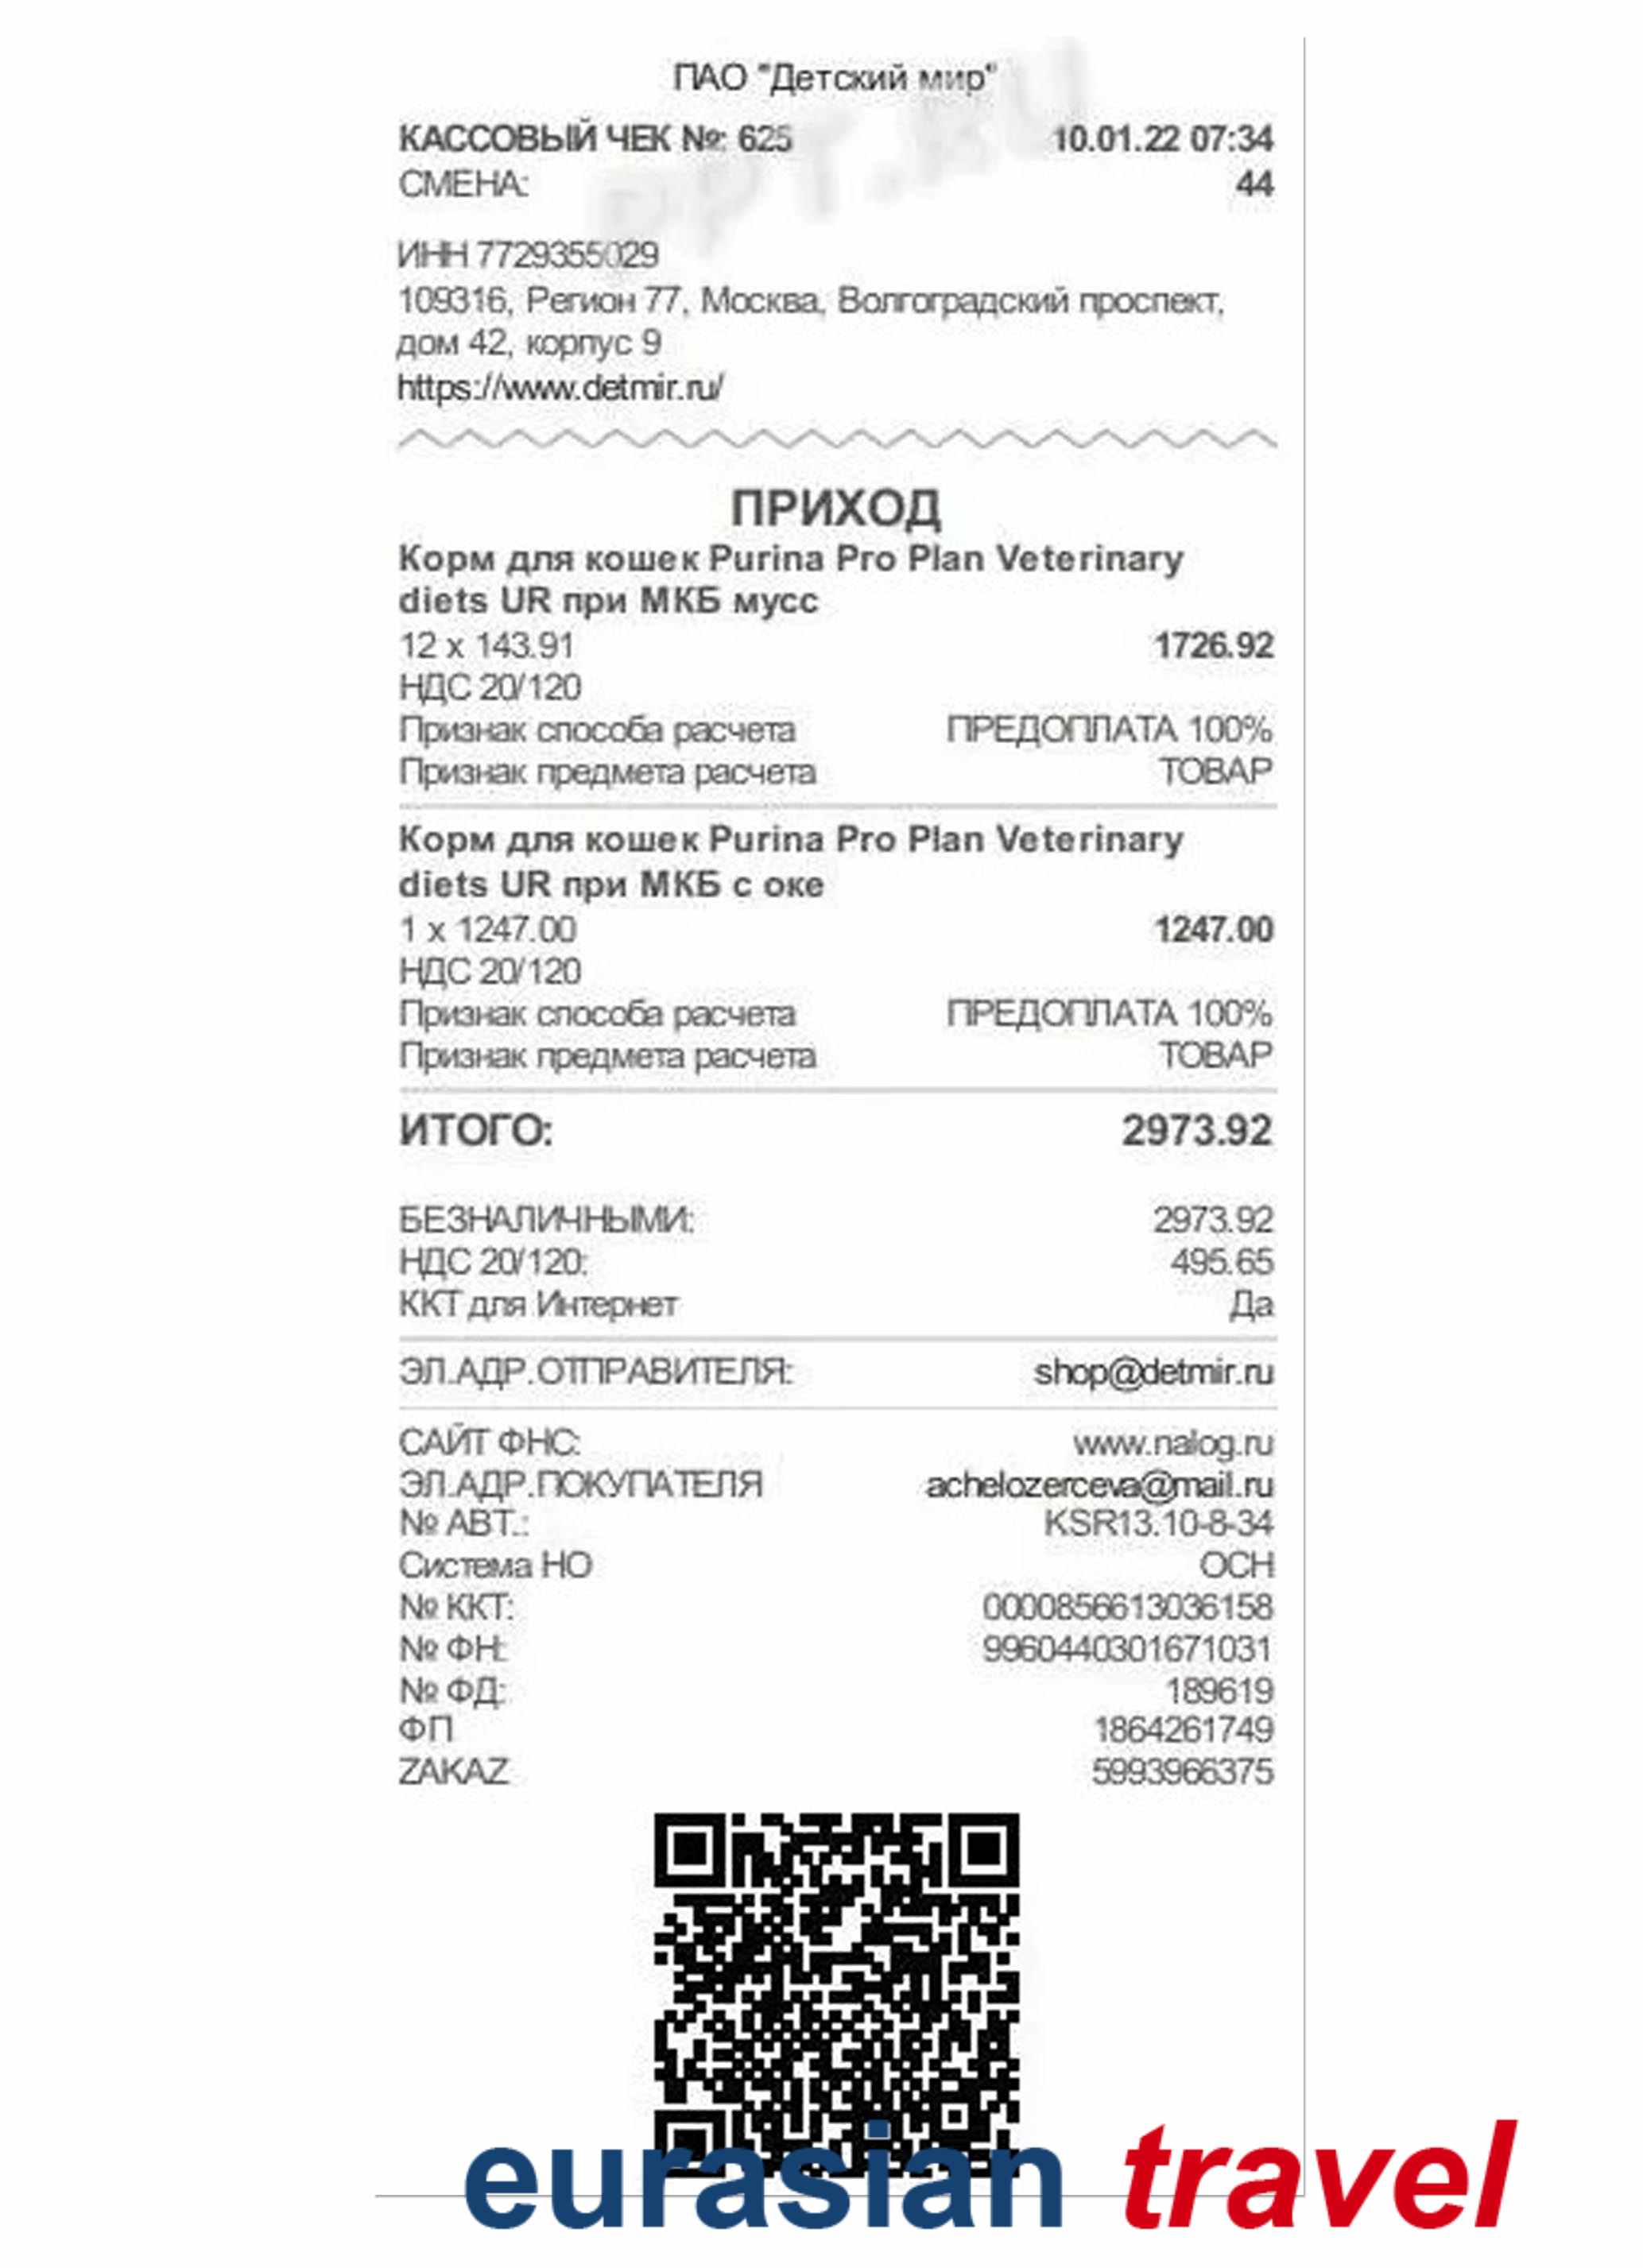 ПАО "Детский мир"
КАССОВЫЙ ЧЕК №: 625 10.01.22 07:34
СМЕНА: 44
ИНН 7729355029
109316, Регион 77, Москва, Волгоградский проспект,
дом 42, корпус 9
https://www.detmir.ru/
ПРИХОД
Корм для кошек Purina Pro Plan Veterinary
diets UR при МКБ мусс
12 x 143.91 1726.92
НДС 20/120
Признак способа расчета ПРЕДОПЛАТА 100%
Признак предмета расчета ТОВАР
Корм для кошек Purina Pro Plan Veterinary
diets UR при МКБ с оке
1 x 1247.00 1247.00
НДС 20/120
Признак способа расчета ПРЕДОПЛАТА 100%
Признак предмета расчета ТОВАР
ИТОГО: 2973.92
БЕЗНАЛИЧНЫМИ: 2973.92
НДС 20/120: 495.65
ККТ для Интернет Да
ЭЛ.АДР.ОТПРАВИТЕЛЯ: shop@detmir.ru
САЙТ ФНС: www.nalog.ru
ЭЛ.АДР.ПОКУПАТЕЛЯ achelozerceva@mail.ru
№ АВТ.: KSR13.10-8-34
Система НО ОСН
№ ККТ: 0000856613036158
№ ФН: 9960440301671031
№ ФД: 189619
ФП 1864261749
ZAKAZ 5993966375
eurasian travel